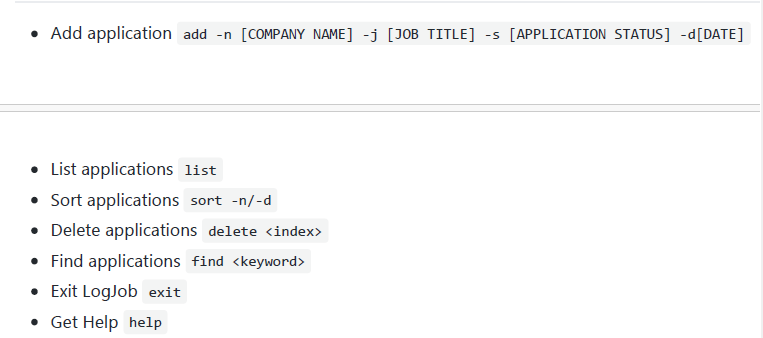 Add application add -n [COMPANY NAME] -j [JOB TITLE] -s [APPLICATION STATUS] -d[DATE]
List applications list
Sort applications sort -n/-d
Delete applications delete <index>
Find applications find <keyword>
Exit LogJob exit
Get Help help